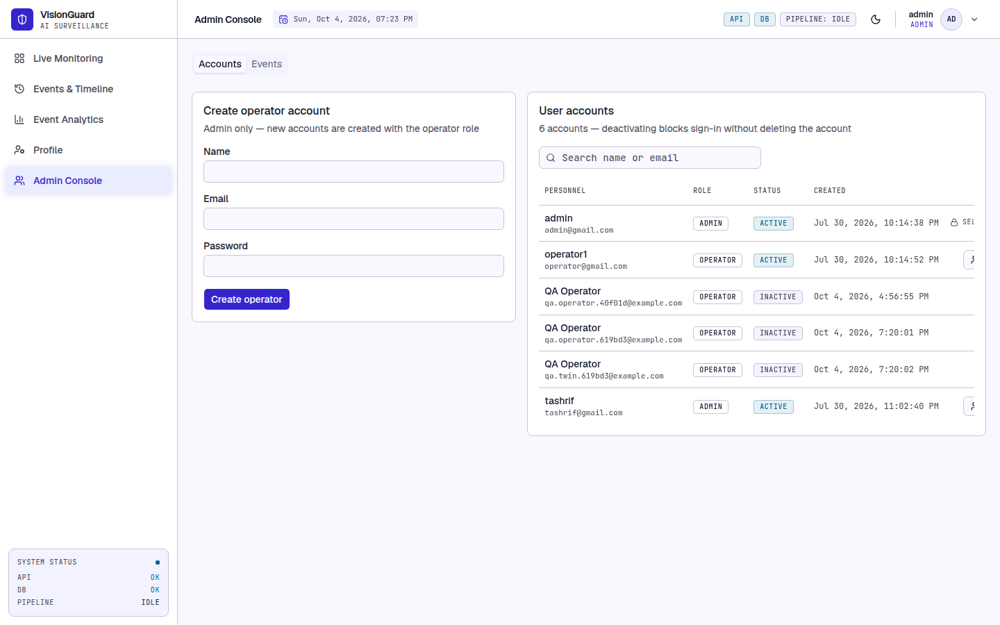 VisionGuard
AI SURVEILLANCE
Live Monitoring
Events & Timeline
Event Analytics
Profile
Admin Console
SYSTEM STATUS
API OK
DB OK
PIPELINE IDLE
Admin Console
Sun, Oct 4, 2026, 07:23 PM
API
DB
PIPELINE: IDLE
admin
ADMIN
AD
Accounts
Events
Create operator account
Admin only — new accounts are created with the operator role
Name
Email
Password
Create operator
User accounts
6 accounts — deactivating blocks sign-in without deleting the account
Search name or email
PERSONNEL ROLE STATUS CREATED
admin
admin@gmail.com
ADMIN ACTIVE Jul 30, 2026, 10:14:38 PM
operator1
operator@gmail.com
OPERATOR ACTIVE Jul 30, 2026, 10:14:52 PM
QA Operator
qa.operator.40f01d@example.com
OPERATOR INACTIVE Oct 4, 2026, 4:56:55 PM
QA Operator
qa.operator.619bd3@example.com
OPERATOR INACTIVE Oct 4, 2026, 7:20:01 PM
QA Operator
qa.twin.619bd3@example.com
OPERATOR INACTIVE Oct 4, 2026, 7:20:02 PM
tashrif
tashrif@gmail.com
ADMIN ACTIVE Jul 30, 2026, 11:02:40 PM